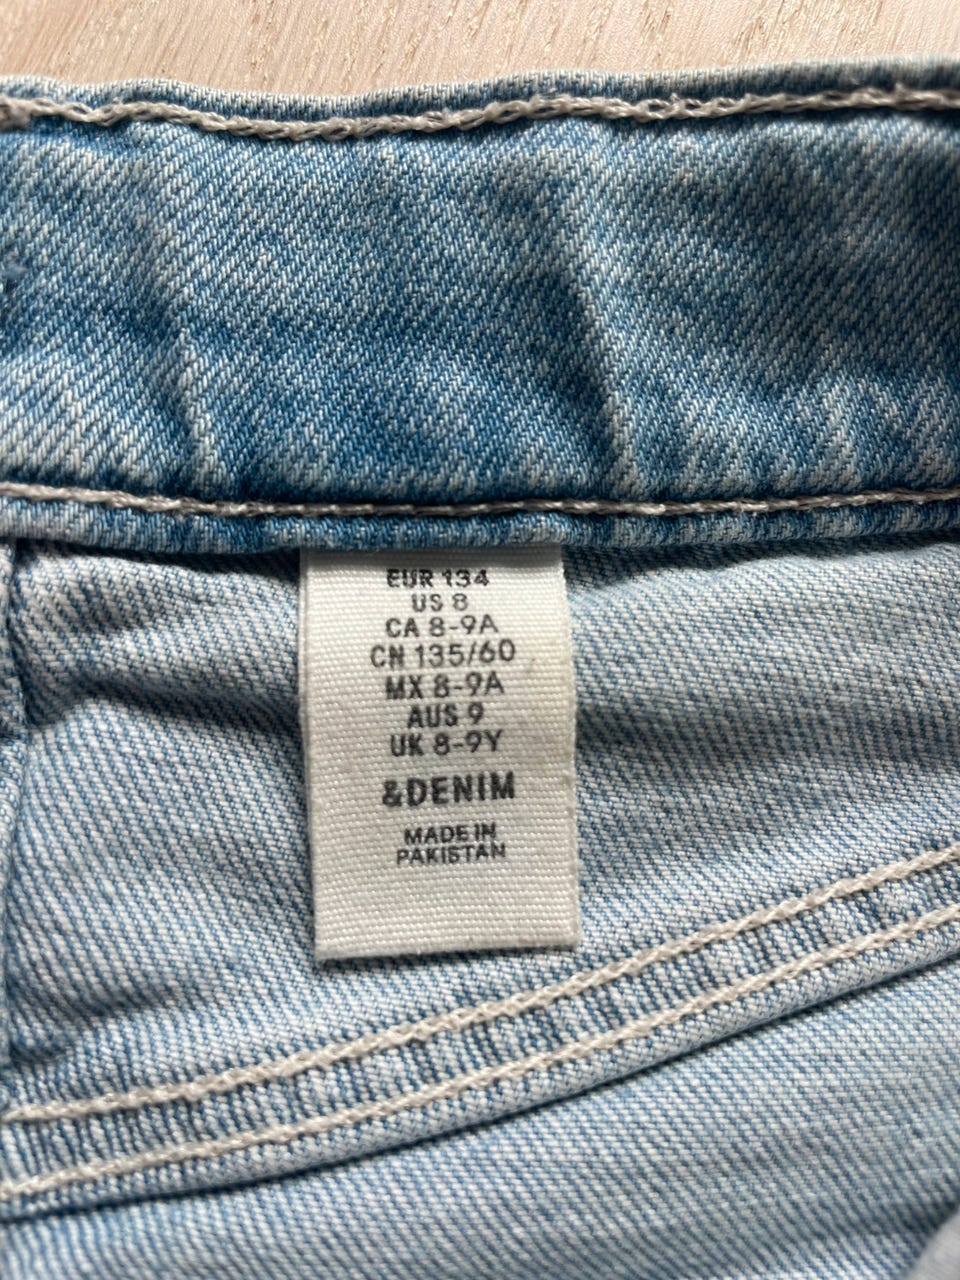 EUR 134
US 8
CA 8-9A
CN 135/60
MX 8-9A
AUS 9
UK 8-9Y
&DENIM
MADE IN
PAKISTAN